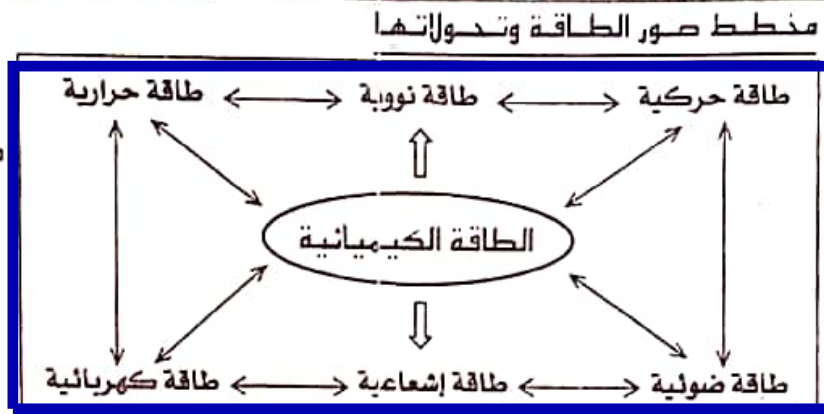 مخطط صور الطاقة وتحولاتها
طاقة حركية طاقة نووية طاقة حرارية
الطاقة الكيميائية
طاقة ضوئية طاقة إشعاعية طاقة كهربائية